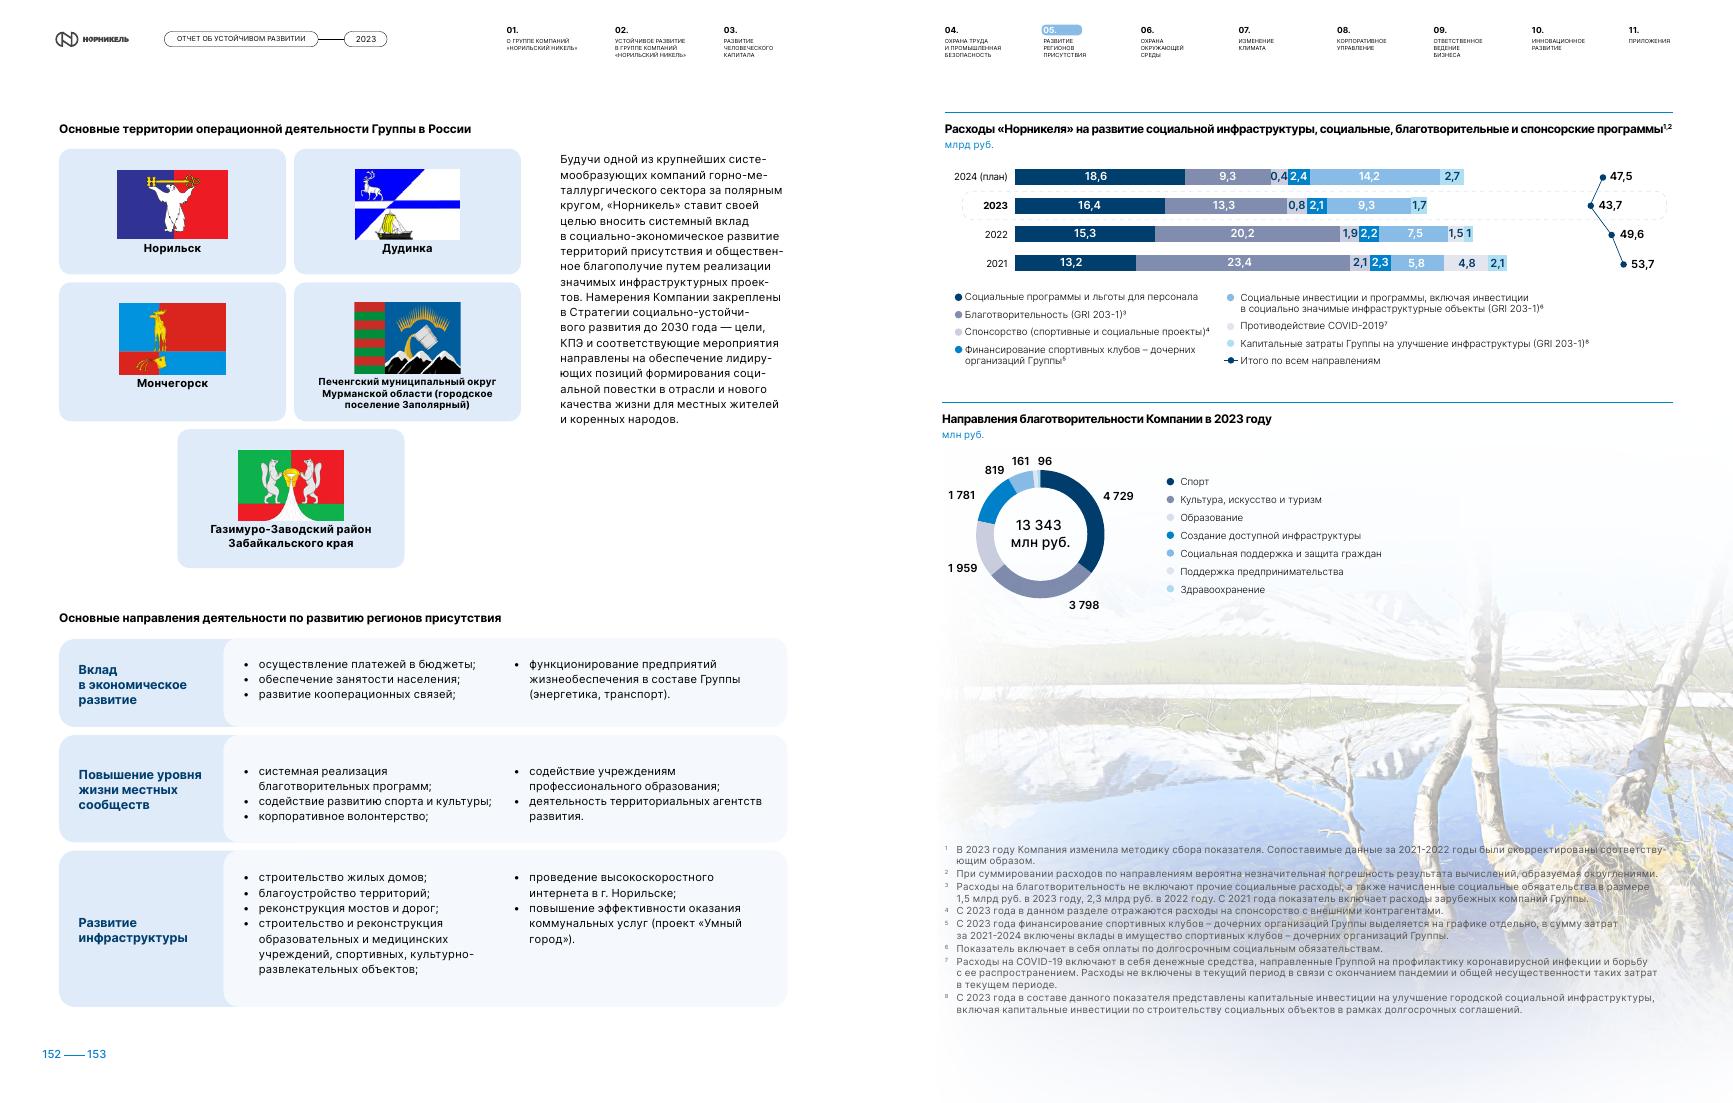 НОРНИКЕЛЬ
ОТЧЕТ ОБ УСТОЙЧИВОМ РАЗВИТИИ
2023
01.
О ГРУППЕ КОМПАНИЙ
«НОРИЛЬСКИЙ НИКЕЛЬ»
02.
УСТОЙЧИВОЕ РАЗВИТИЕ
В ГРУППЕ КОМПАНИЙ
«НОРИЛЬСКИЙ НИКЕЛЬ»
03.
РАЗВИТИЕ
ЧЕЛОВЕЧЕСКОГО
КАПИТАЛА
04.
ОХРАНА ТРУДА
И ПРОМЫШЛЕННАЯ
БЕЗОПАСНОСТЬ
05.
РАЗВИТИЕ
РЕГИОНОВ
ПРИСУТСТВИЯ
06.
ОХРАНА
ОКРУЖАЮЩЕЙ
СРЕДЫ
07.
ИЗМЕНЕНИЕ
КЛИМАТА
08.
КОРПОРАТИВНОЕ
УПРАВЛЕНИЕ
09.
ОТВЕТСТВЕННОЕ
ВЕДЕНИЕ
БИЗНЕСА
10.
ИННОВАЦИОННОЕ
РАЗВИТИЕ
11.
ПРИЛОЖЕНИЯ
Основные территории операционной деятельности Группы в России
Норильск
Дудинка
Мончегорск
Печенгский муниципальный округ
Мурманской области (городское
поселение Заполярный)
Газимуро-Заводский район
Забайкальского края
Будучи одной из крупнейших систе-
мообразующих компаний горно-ме-
таллургического сектора за полярным
кругом, «Норникель» ставит своей
целью вносить системный вклад
в социально-экономическое развитие
территорий присутствия и обществен-
ное благополучие путем реализации
значимых инфраструктурных проек-
тов. Намерения Компании закреплены
в Стратегии социально-устойчи-
вого развития до 2030 года — цели,
КПЭ и соответствующие мероприятия
направлены на обеспечение лидиру-
ющих позиций формирования соци-
альной повестки в отрасли и нового
качества жизни для местных жителей
и коренных народов.
Основные направления деятельности по развитию регионов присутствия
Вклад
в экономическое
развитие
• осуществление платежей в бюджеты;
• обеспечение занятости населения;
• развитие кооперационных связей;
• функционирование предприятий
жизнеобеспечения в составе Группы
(энергетика, транспорт).
Повышение уровня
жизни местных
сообществ
• системная реализация
благотворительных программ;
• содействие развитию спорта и культуры;
• корпоративное волонтерство;
• содействие учреждениям
профессионального образования;
• деятельность территориальных агентств
развития.
Развитие
инфраструктуры
• строительство жилых домов;
• благоустройство территорий;
• реконструкция мостов и дорог;
• строительство и реконструкция
образовательных и медицинских
учреждений, спортивных, культурно-
развлекательных объектов;
• проведение высокоскоростного
интернета в г. Норильске;
• повышение эффективности оказания
коммунальных услуг (проект «Умный
город»).
152 — 153
Расходы «Норникеля» на развитие социальной инфраструктуры, социальные, благотворительные и спонсорские программы¹,²
млрд руб.
2024 (план) 18,6 9,3 0,4 2,4 14,2 2,7 47,5
2023 16,4 13,3 0,8 2,1 9,3 1,7 43,7
2022 15,3 20,2 1,9 2,2 7,5 1,5 1 49,6
2021 13,2 23,4 2,1 2,3 5,8 4,8 2,1 53,7
Социальные программы и льготы для персонала
Благотворительность (GRI 203-1)³
Спонсорство (спортивные и социальные проекты)⁴
Финансирование спортивных клубов – дочерних
организаций Группы⁵
Социальные инвестиции и программы, включая инвестиции
в социально значимые инфраструктурные объекты (GRI 203-1)⁶
Противодействие COVID-2019⁷
Капитальные затраты Группы на улучшение инфраструктуры (GRI 203-1)⁸
Итого по всем направлениям
Направления благотворительности Компании в 2023 году
млн руб.
161 96
819
1 781
4 729
13 343
млн руб.
1 959
3 798
Спорт
Культура, искусство и туризм
Образование
Создание доступной инфраструктуры
Социальная поддержка и защита граждан
Поддержка предпринимательства
Здравоохранение
¹ В 2023 году Компания изменила методику сбора показателя. Сопоставимые данные за 2021-2022 годы были скорректированы соответству-
ющим образом.
² При суммировании расходов по направлениям вероятна незначительная погрешность результата вычислений, образуемая округлениями.
³ Расходы на благотворительность не включают прочие социальные расходы, а также начисленные социальные обязательства в размере
1,5 млрд руб. в 2023 году, 2,3 млрд руб. в 2022 году. С 2021 года показатель включает расходы зарубежных компаний Группы.
⁴ С 2023 года в данном разделе отражаются расходы на спонсорство с внешними контрагентами.
⁵ С 2023 года финансирование спортивных клубов – дочерних организаций Группы выделяется на графике отдельно, в сумму затрат
за 2021-2024 включены вклады в имущество спортивных клубов – дочерних организаций Группы.
⁶ Показатель включает в себя оплаты по долгосрочным социальным обязательствам.
⁷ Расходы на COVID-19 включают в себя денежные средства, направленные Группой на профилактику коронавирусной инфекции и борьбу
с ее распространением. Расходы не включены в текущий период в связи с окончанием пандемии и общей несущественности таких затрат
в текущем периоде.
⁸ С 2023 года в составе данного показателя представлены капитальные инвестиции на улучшение городской социальной инфраструктуры,
включая капитальные инвестиции по строительству социальных объектов в рамках долгосрочных соглашений.